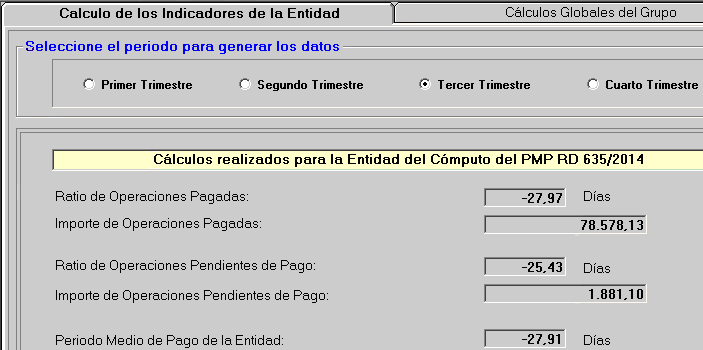 Calculo de los Indicadores de la Entidad
Cálculos Globales del Grupo
Seleccione el periodo para generar los datos
Primer Trimestre
Segundo Trimestre
Tercer Trimestre
Cuarto Trimestre
Cálculos realizados para la Entidad del Cómputo del PMP RD 635/2014
Ratio de Operaciones Pagadas: -27,97 Días
Importe de Operaciones Pagadas: 78.578,13
Ratio de Operaciones Pendientes de Pago: -25,43 Días
Importe de Operaciones Pendientes de Pago: 1.881,10
Periodo Medio de Pago de la Entidad: -27,91 Días